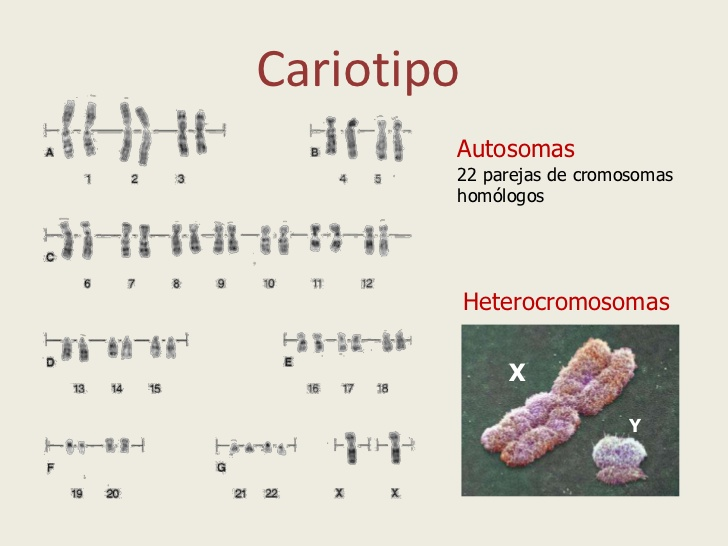 Cariotipo
A
B
1 2 3
4 5
Autosomas
22 parejas de cromosomas
homólogos
C
6 7 8 9 10 11 12
Heterocromosomas
D
E
13 14 15
16 17 18
X
Y
F
G
19 20
21 22
X X